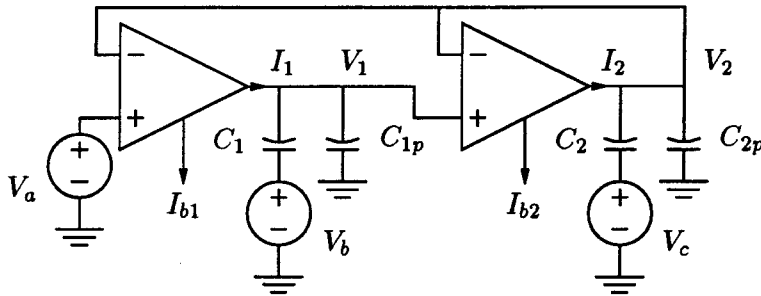 − −
I1 V1 I2 V2
+ +
+ C1 C1p C2 C2p
−
Va Ib1 + Ib2 +
− Vb − Vc